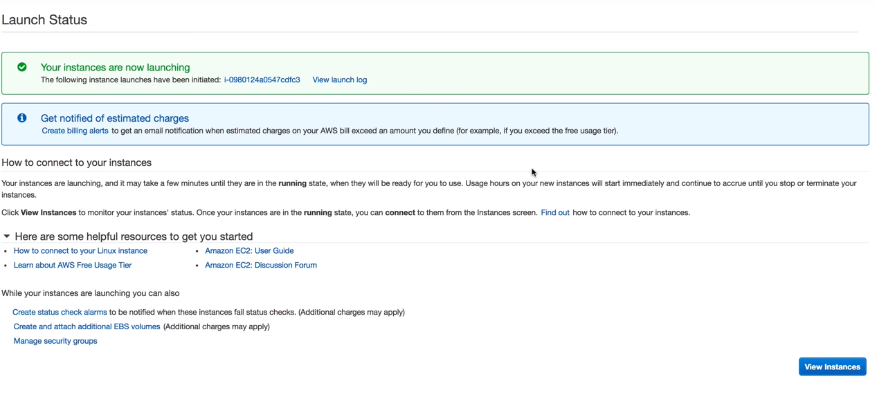 Launch Status
Your instances are now launching
The following instance launches have been initiated: i-0980124a0547cdfc3 View launch log
Get notified of estimated charges
Create billing alerts to get an email notification when estimated charges on your AWS bill exceed an amount you define (for example, if you exceed the free usage tier).
How to connect to your instances
Your instances are launching, and it may take a few minutes until they are in the running state, when they will be ready for you to use. Usage hours on your new instances will start immediately and continue to accrue until you stop or terminate your
instances.
Click View Instances to monitor your instances' status. Once your instances are in the running state, you can connect to them from the Instances screen. Find out how to connect to your instances.
Here are some helpful resources to get you started
• How to connect to your Linux instance • Amazon EC2: User Guide
• Learn about AWS Free Usage Tier • Amazon EC2: Discussion Forum
While your instances are launching you can also
Create status check alarms to be notified when these instances fail status checks. (Additional charges may apply)
Create and attach additional EBS volumes (Additional charges may apply)
Manage security groups
View Instances